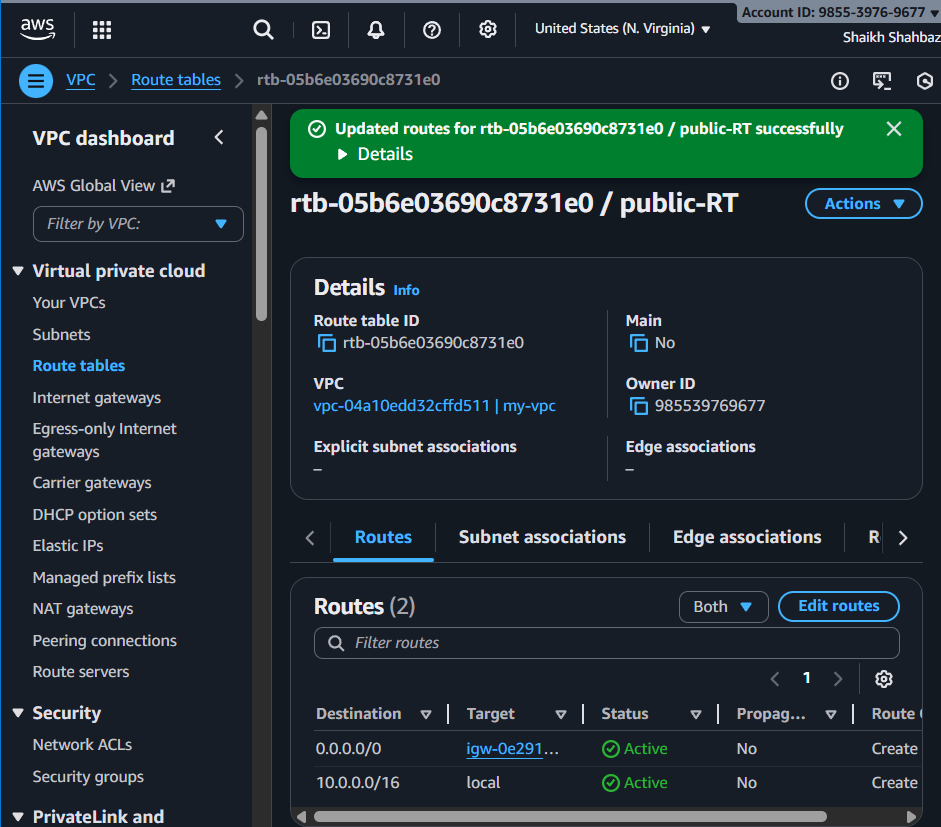 aws
United States (N. Virginia)
Account ID: 9855-3976-9677
Shaikh Shahbaz
VPC
Route tables
rtb-05b6e03690c8731e0
VPC dashboard
AWS Global View
Filter by VPC:
Virtual private cloud
Your VPCs
Subnets
Route tables
Internet gateways
Egress-only Internet
gateways
Carrier gateways
DHCP option sets
Elastic IPs
Managed prefix lists
NAT gateways
Peering connections
Route servers
Security
Network ACLs
Security groups
PrivateLink and
Updated routes for rtb-05b6e03690c8731e0 / public-RT successfully
Details
rtb-05b6e03690c8731e0 / public-RT
Actions
Details Info
Route table ID
rtb-05b6e03690c8731e0
Main
No
VPC
vpc-04a10edd32cffd511 | my-vpc
Owner ID
985539769677
Explicit subnet associations
–
Edge associations
–
Routes Subnet associations Edge associations R
Routes (2)
Both
Edit routes
Filter routes
1
Destination Target Status Propag... Route
0.0.0.0/0 igw-0e291... Active No Create
10.0.0.0/16 local Active No Create